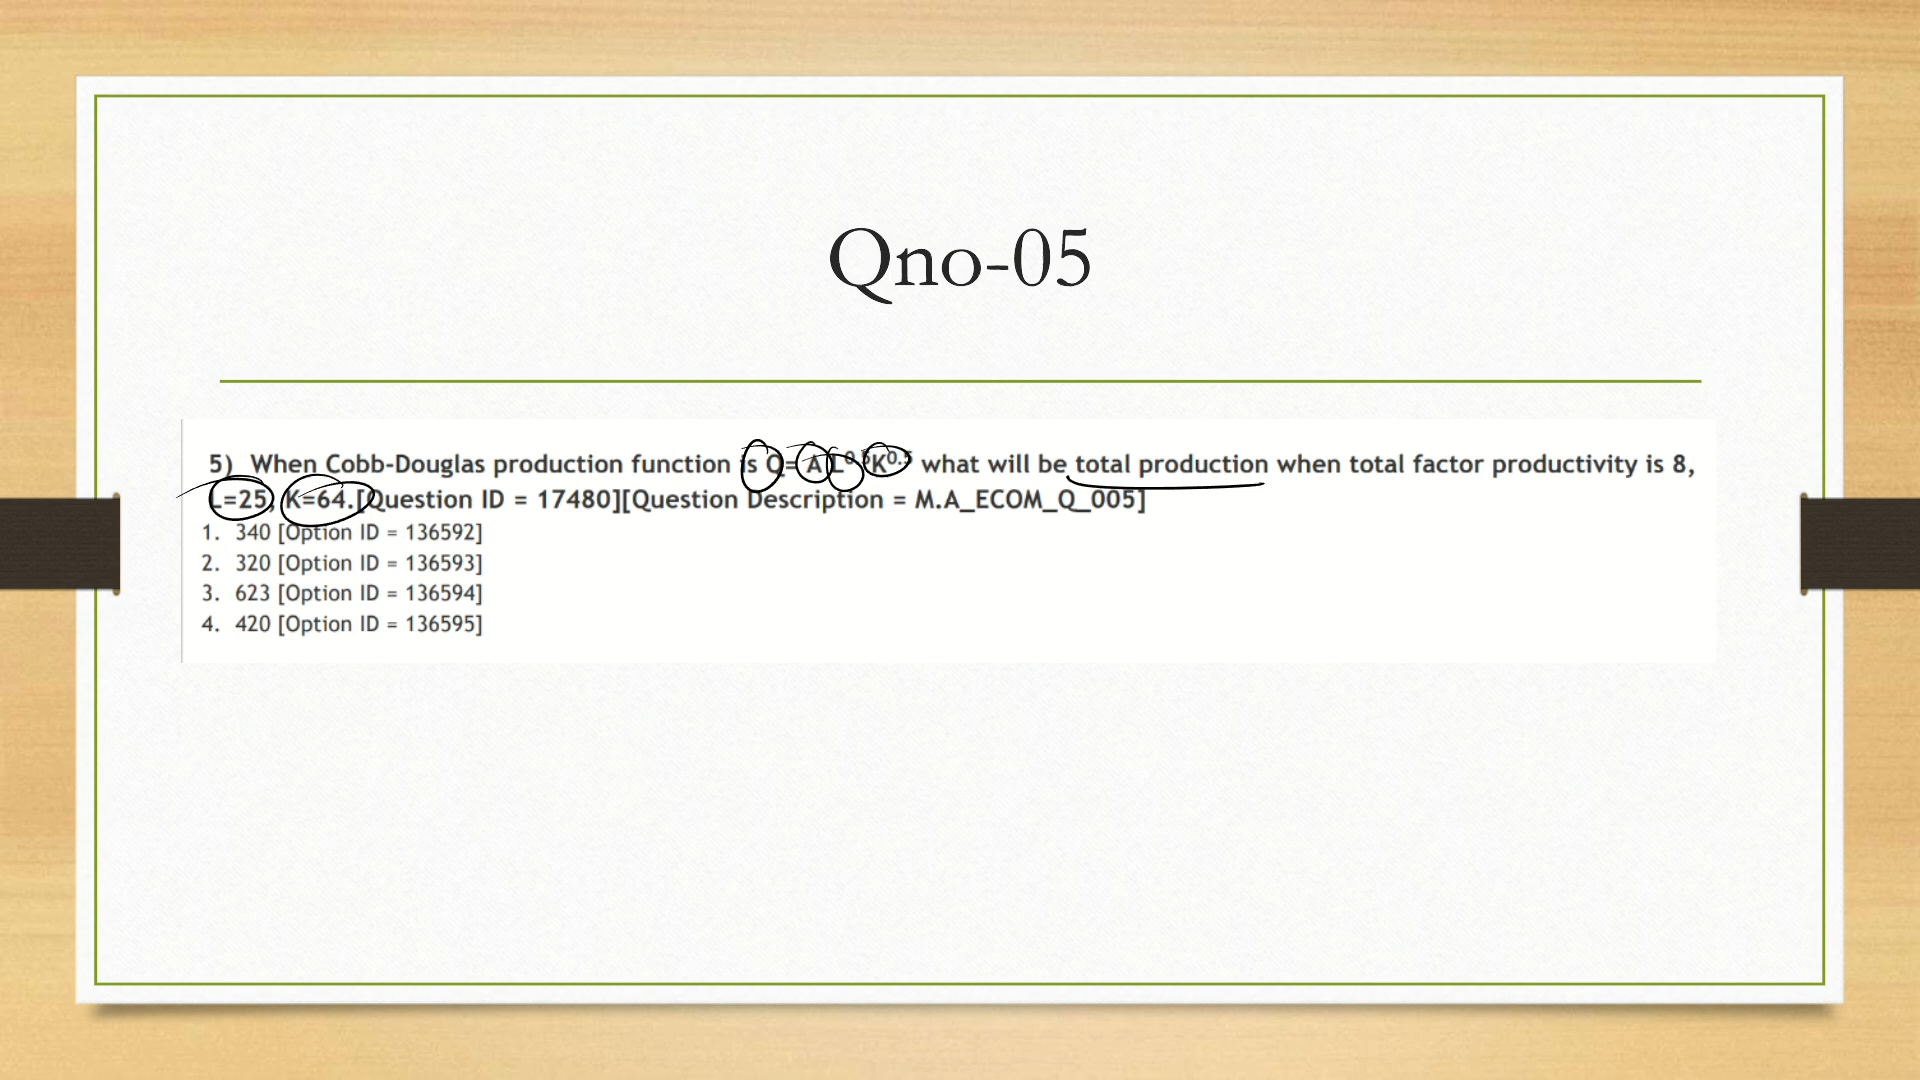 Qno-05
5) When Cobb-Douglas production function is Q=AL⁰·⁵K⁰·⁵ what will be total production when total factor productivity is 8,
L=25, K=64.[Question ID = 17480][Question Description = M.A_ECOM_Q_005]
1. 340 [Option ID = 136592]
2. 320 [Option ID = 136593]
3. 623 [Option ID = 136594]
4. 420 [Option ID = 136595]